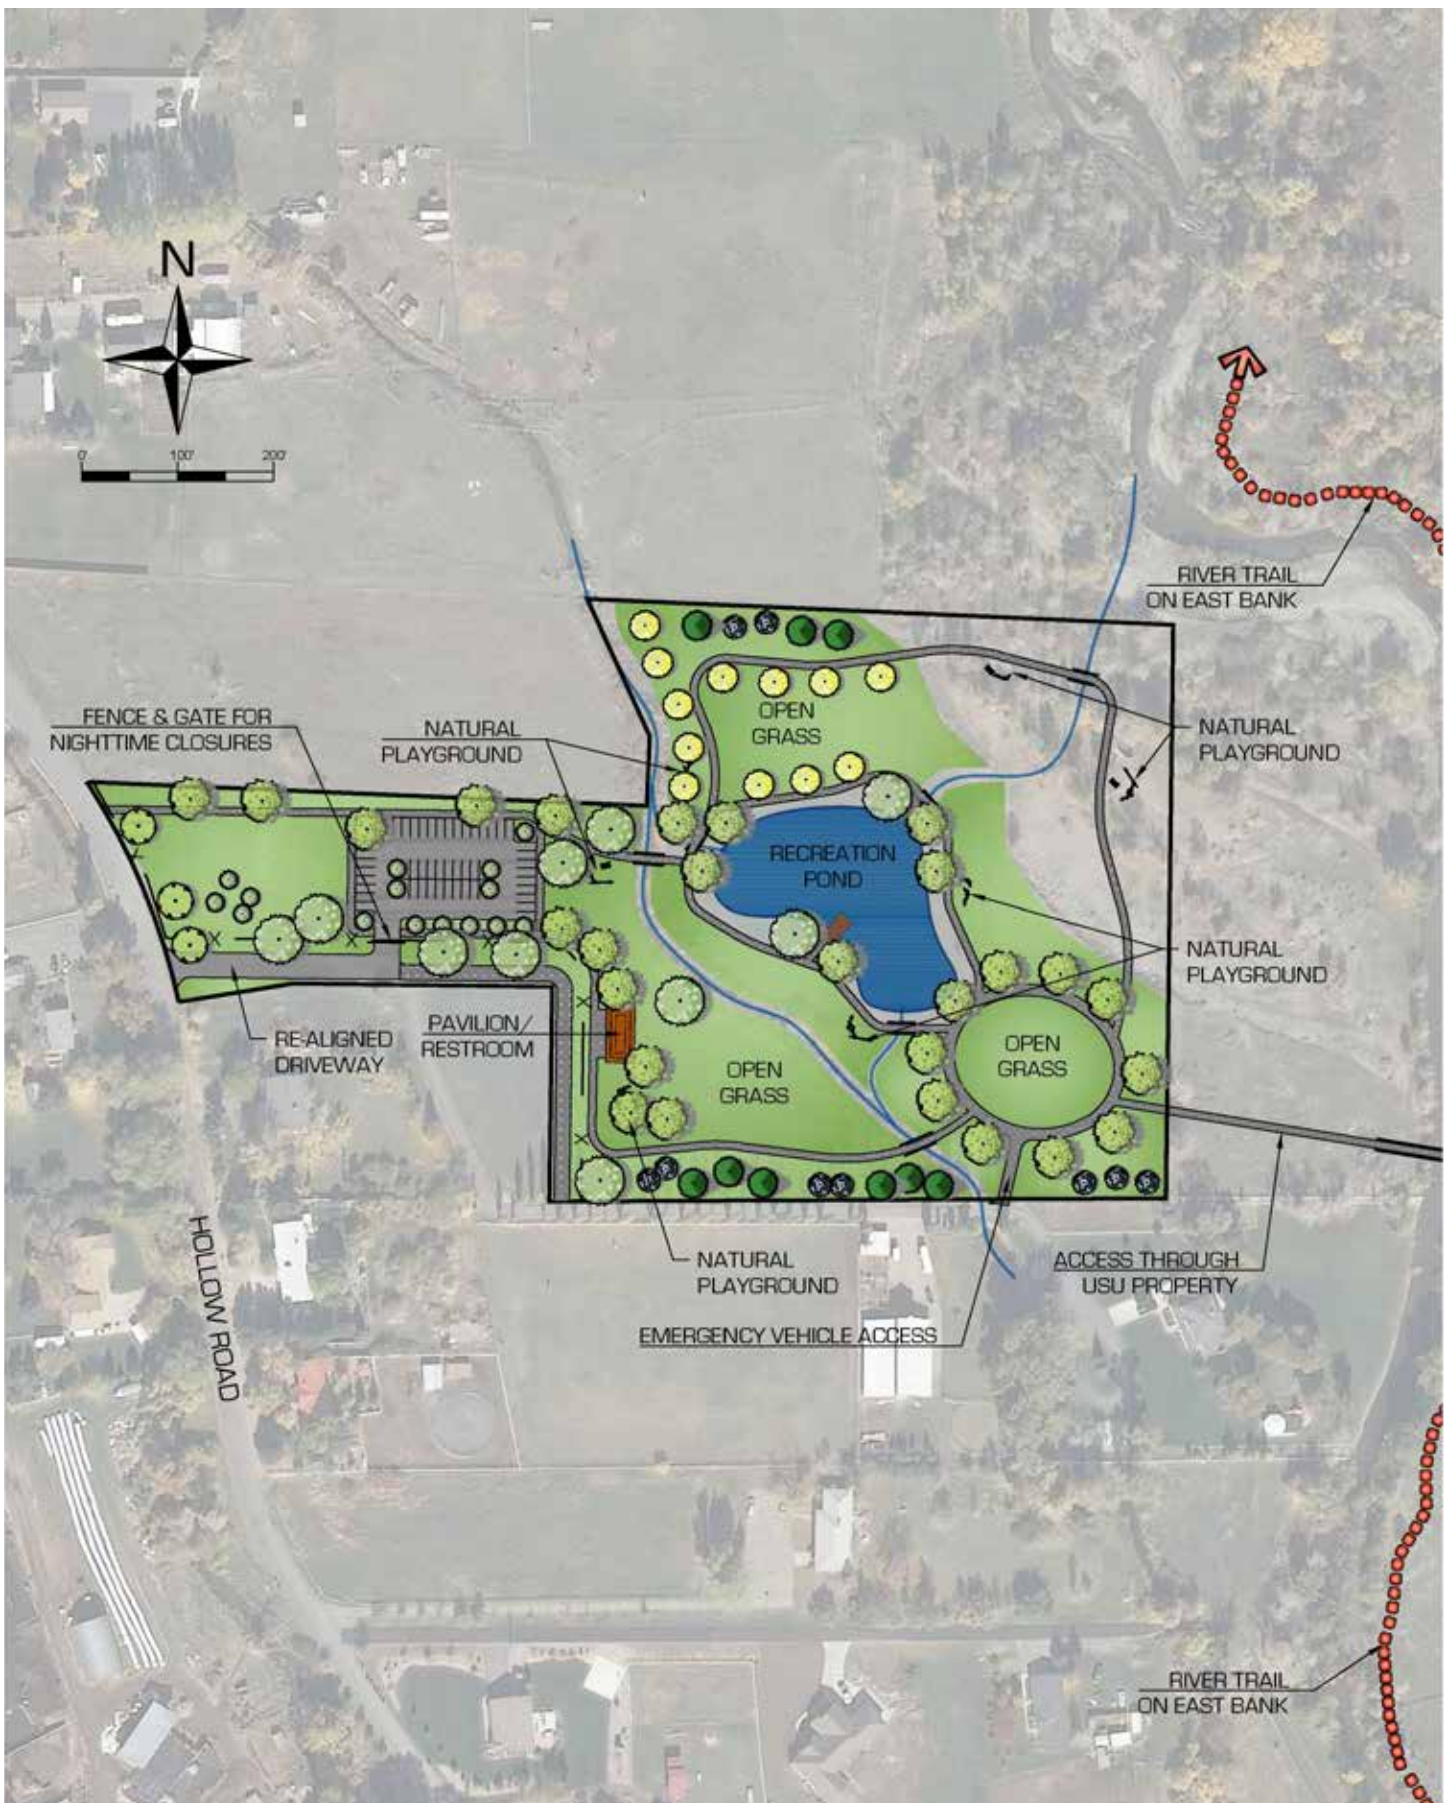 N
0' 100' 200'
RIVER TRAIL
ON EAST BANK
FENCE & GATE FOR
NIGHTTIME CLOSURES
NATURAL
PLAYGROUND
OPEN
GRASS
NATURAL
PLAYGROUND
RECREATION
POND
NATURAL
PLAYGROUND
RE-ALIGNED
DRIVEWAY
PAVILION/
RESTROOM
OPEN
GRASS
OPEN
GRASS
HOLLOW ROAD
NATURAL
PLAYGROUND
ACCESS THROUGH
USU PROPERTY
EMERGENCY VEHICLE ACCESS
RIVER TRAIL
ON EAST BANK